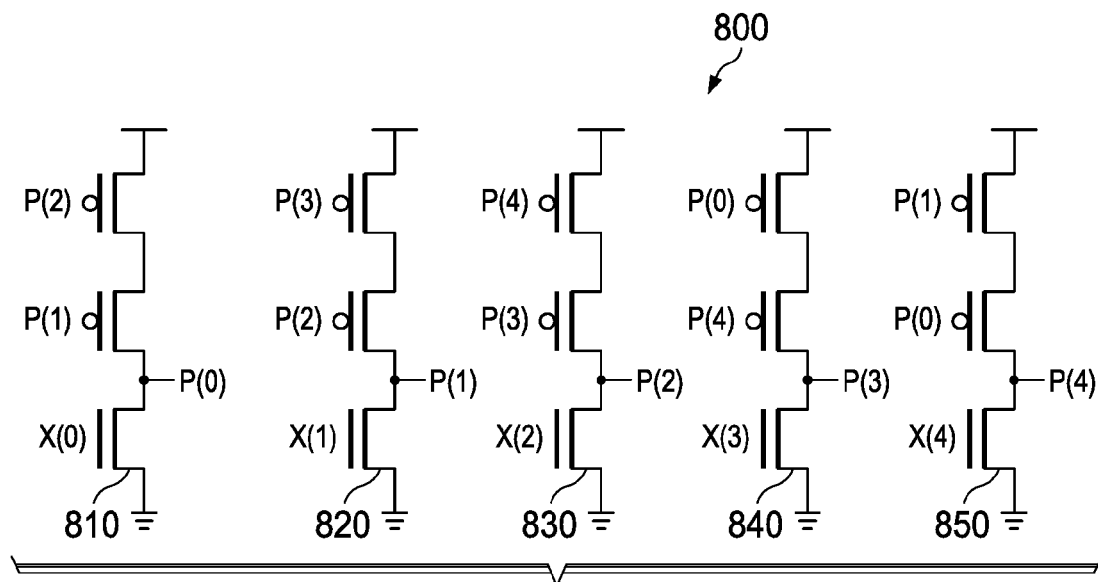 800
P(2) P(3) P(4) P(0) P(1)
P(1) P(2) P(3) P(4) P(0)
P(0) P(1) P(2) P(3) P(4)
X(0) X(1) X(2) X(3) X(4)
810 820 830 840 850